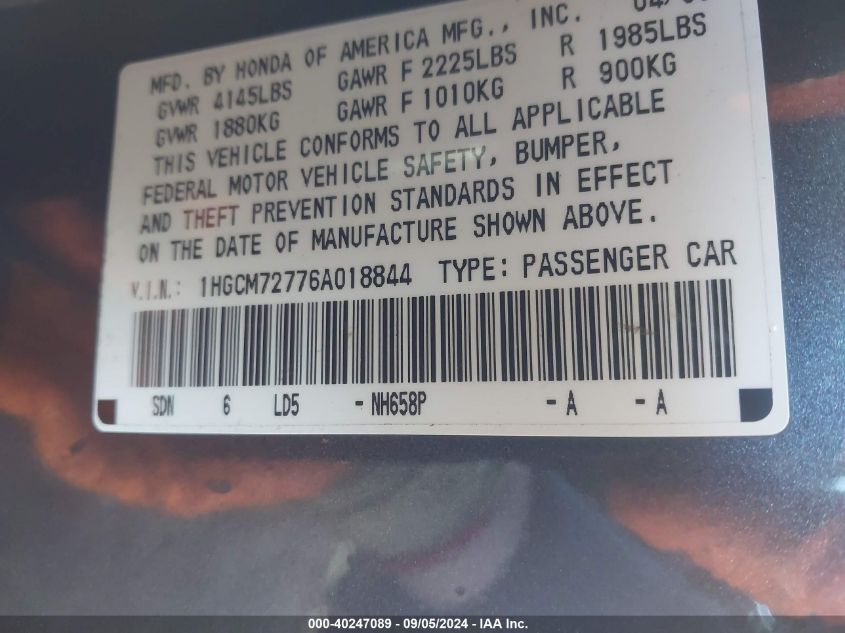 MFD. BY HONDA OF AMERICA MFG., INC.
GVWR 4145LBS GAWR F 2225LBS R 1985LBS
GVWR 1880KG GAWR F 1010KG R 900KG
THIS VEHICLE CONFORMS TO ALL APPLICABLE
FEDERAL MOTOR VEHICLE SAFETY, BUMPER,
AND THEFT PREVENTION STANDARDS IN EFFECT
ON THE DATE OF MANUFACTURE SHOWN ABOVE.
V.I.N.: 1HGCM72776A018844 TYPE: PASSENGER CAR
SDN 6 LD5 - NH658P - A - A
000-40247089 - 09/05/2024 - IAA Inc.